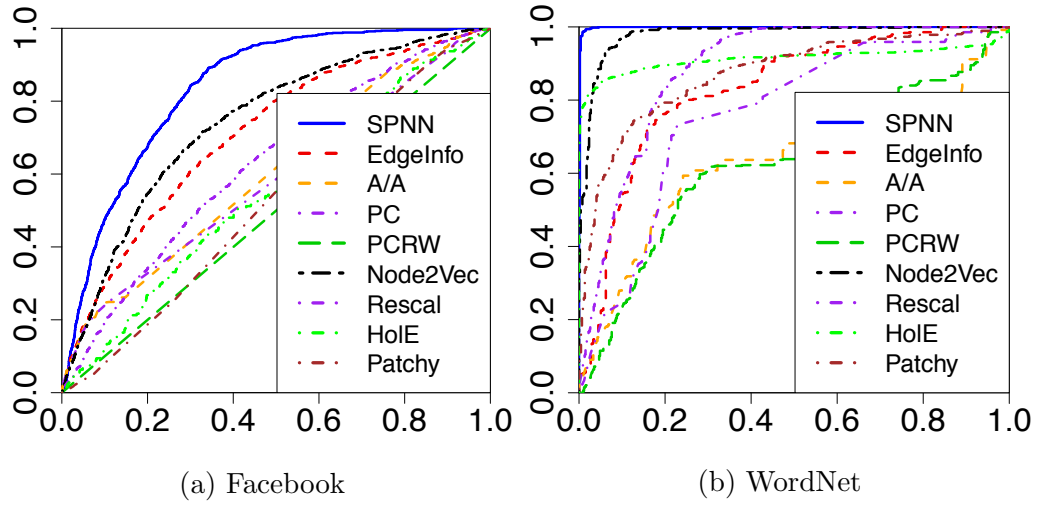 1.0
0.8
0.6
0.4
0.2
0.0
0.0 0.2 0.4 0.6 0.8 1.0
SPNN
EdgeInfo
A/A
PC
PCRW
Node2Vec
Rescal
HolE
Patchy
(a) Facebook
1.0
0.8
0.6
0.4
0.2
0.0
0.0 0.2 0.4 0.6 0.8 1.0
SPNN
EdgeInfo
A/A
PC
PCRW
Node2Vec
Rescal
HolE
Patchy
(b) WordNet